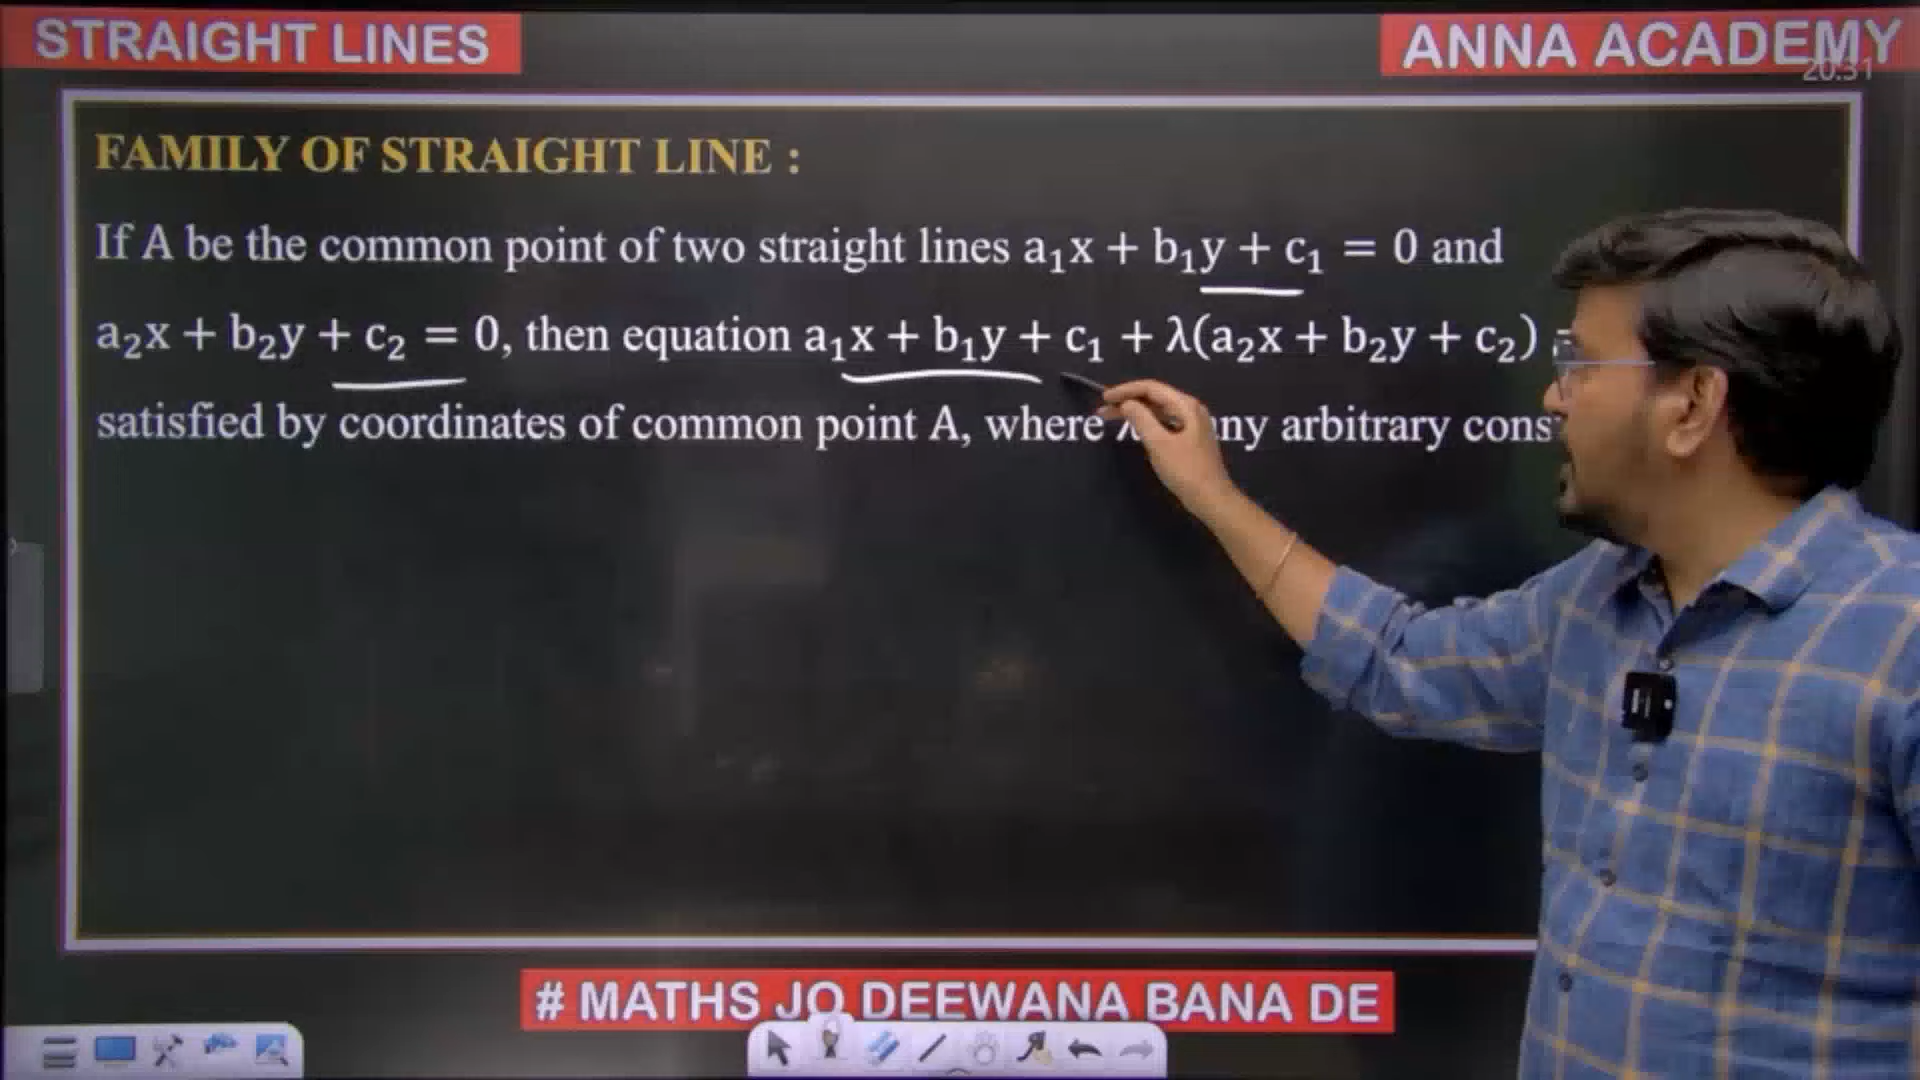 STRAIGHT LINES
ANNA ACADEMY
20:31
FAMILY OF STRAIGHT LINE :
If A be the common point of two straight lines a₁x + b₁y + c₁ = 0 and
a₂x + b₂y + c₂ = 0, then equation a₁x + b₁y + c₁ + λ(a₂x + b₂y + c₂) =
satisfied by coordinates of common point A, where λ any arbitrary
# MATHS JO DEEWANA BANA DE